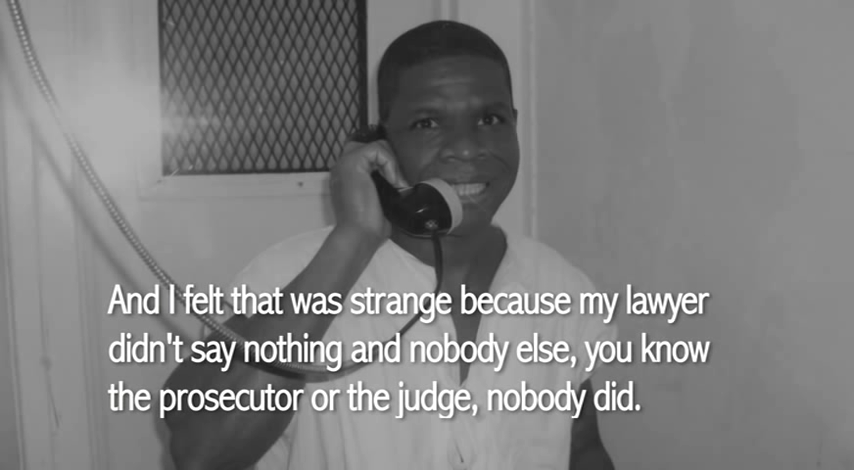 And I felt that was strange because my lawyer
didn't say nothing and nobody else, you know
the prosecutor or the judge, nobody did.